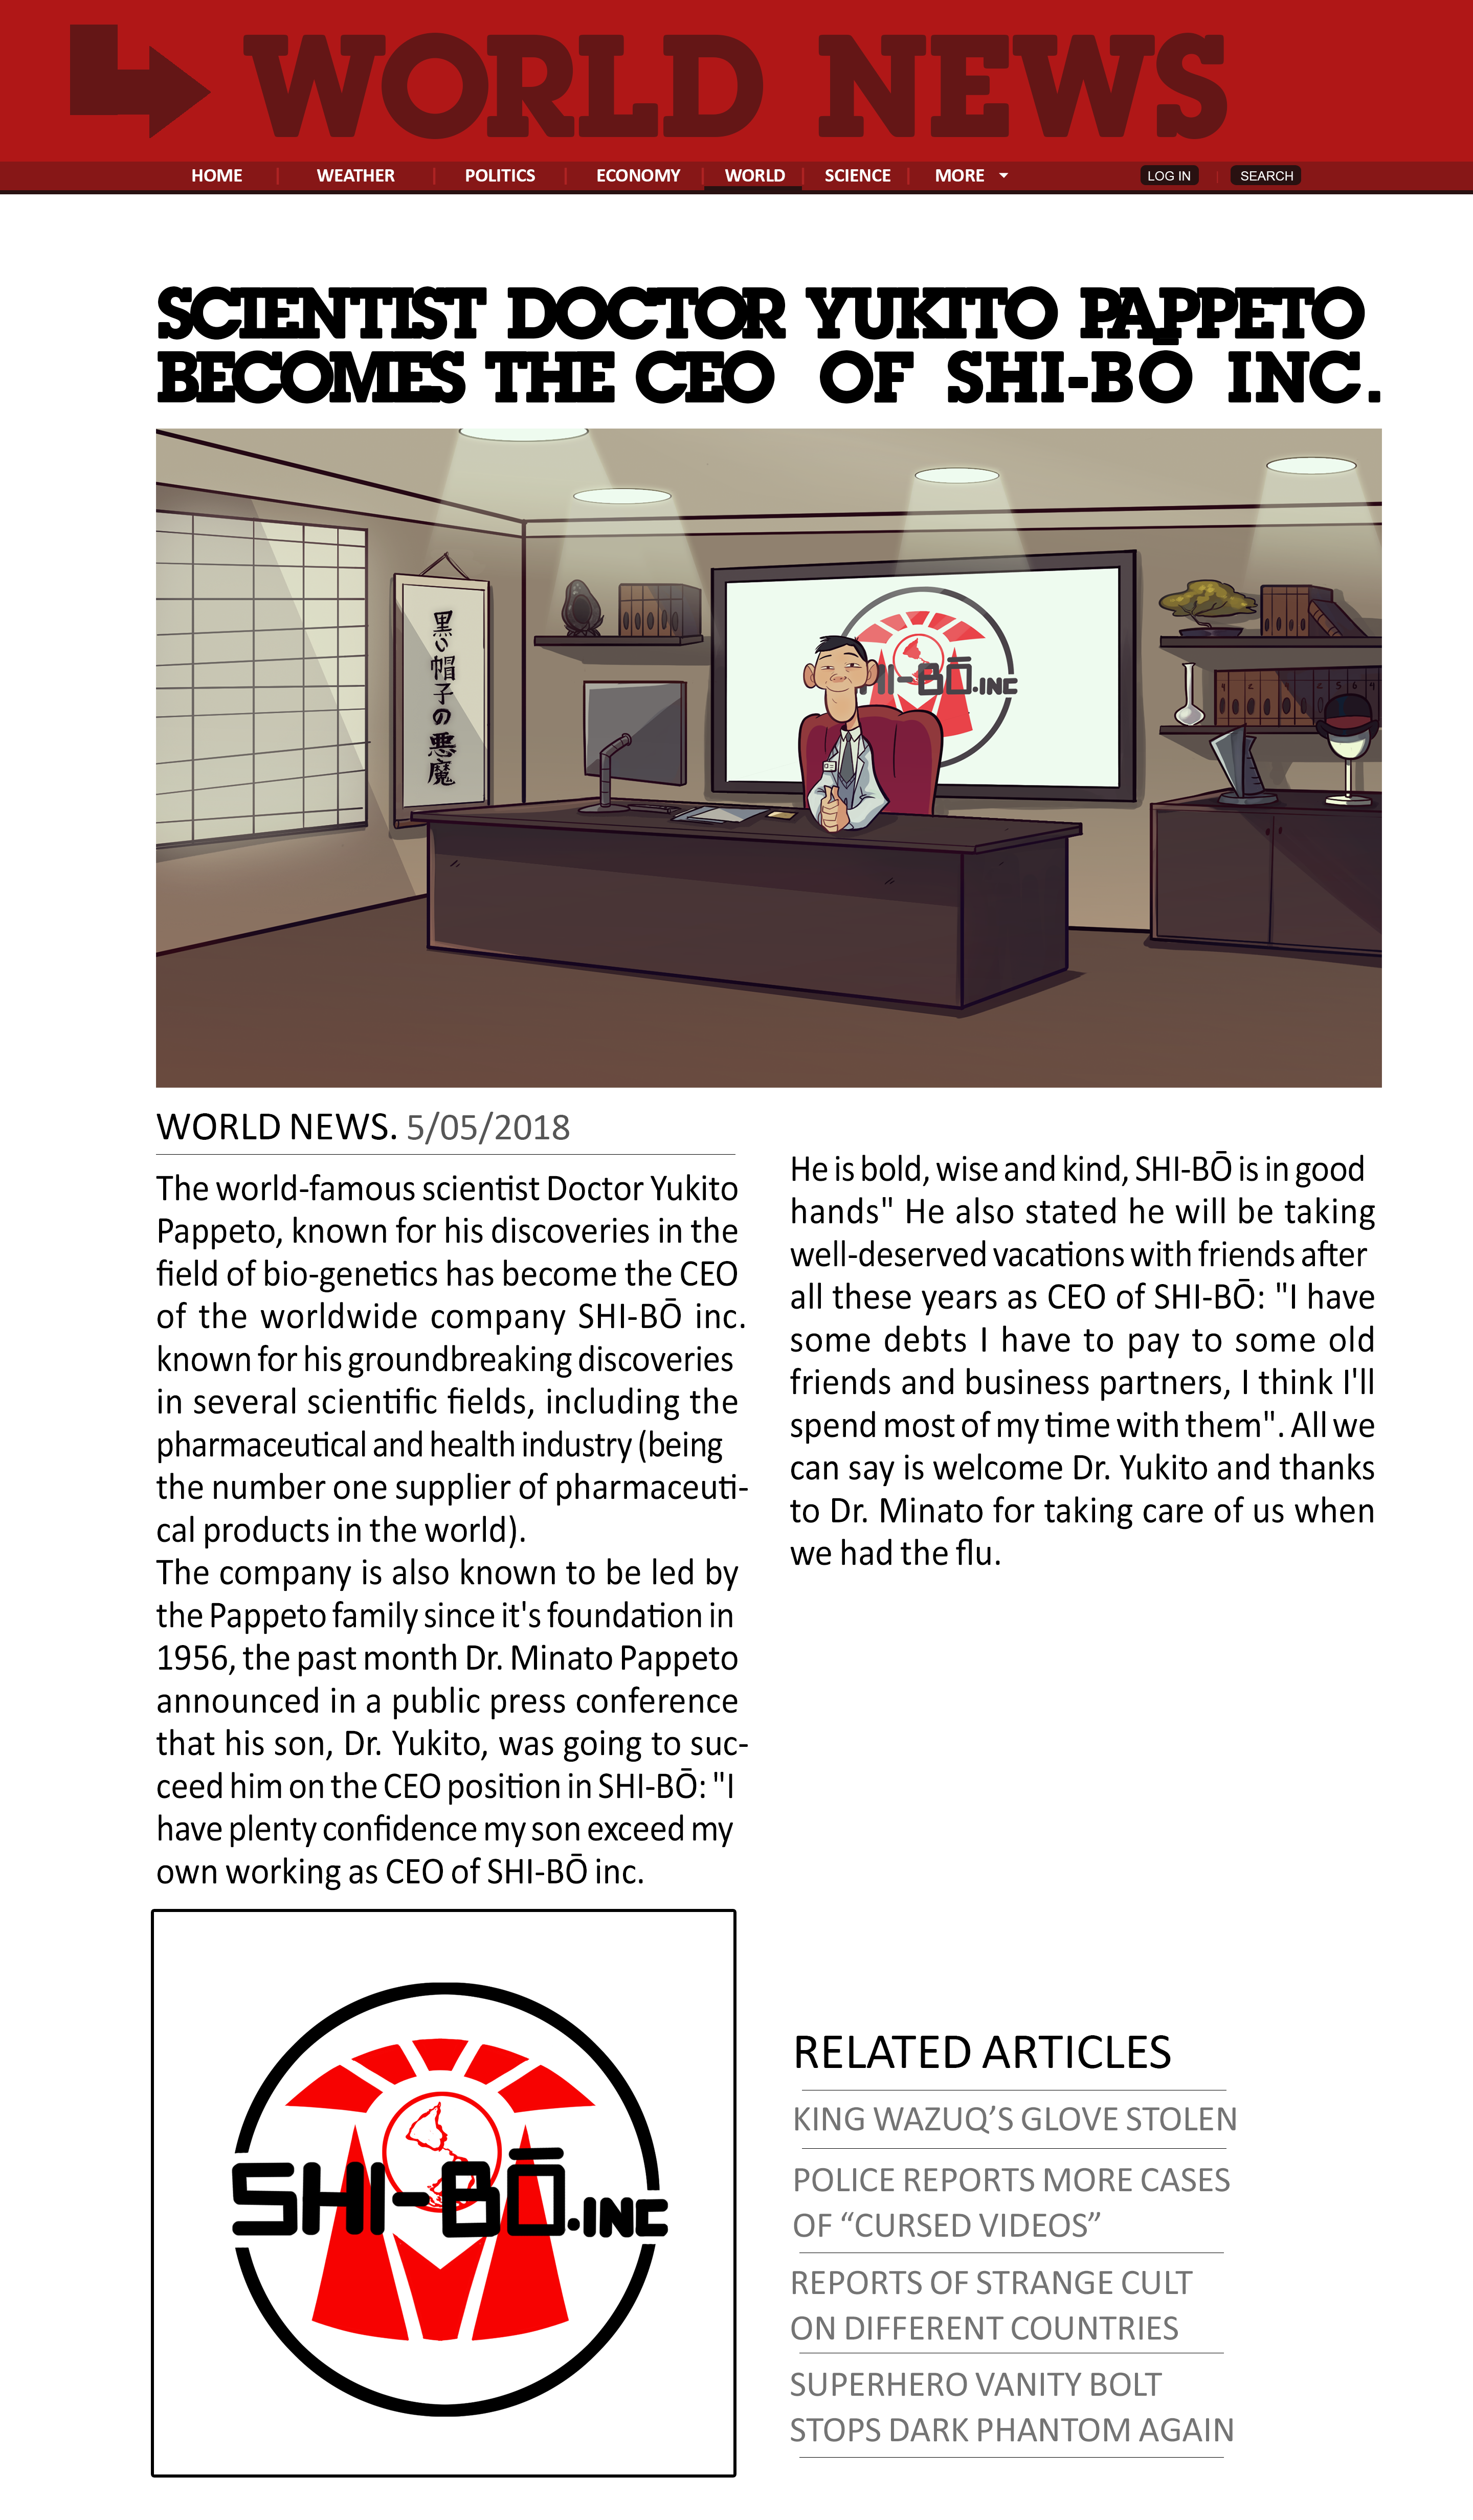 WORLD NEWS
HOME
WEATHER
POLITICS
ECONOMY
WORLD
SCIENCE
MORE
LOG IN
SEARCH
SCIENTIST DOCTOR YUKITO PAPPETO
BECOMES THE CEO OF SHI-BŌ INC.
黒い帽子の悪魔
HI-BŌ.INC
WORLD NEWS. 5/05/2018
The world-famous scientist Doctor Yukito
Pappeto, known for his discoveries in the
field of bio-genetics has become the CEO
of the worldwide company SHI-BŌ inc.
known for his groundbreaking discoveries
in several scientific fields, including the
pharmaceutical and health industry (being
the number one supplier of pharmaceuti-
cal products in the world).
The company is also known to be led by
the Pappeto family since it's foundation in
1956, the past month Dr. Minato Pappeto
announced in a public press conference
that his son, Dr. Yukito, was going to suc-
ceed him on the CEO position in SHI-BŌ: "I
have plenty confidence my son exceed my
own working as CEO of SHI-BŌ inc.
He is bold, wise and kind, SHI-BŌ is in good
hands" He also stated he will be taking
well-deserved vacations with friends after
all these years as CEO of SHI-BŌ: "I have
some debts I have to pay to some old
friends and business partners, I think I'll
spend most of my time with them". All we
can say is welcome Dr. Yukito and thanks
to Dr. Minato for taking care of us when
we had the flu.
SHI-BŌ.INC
RELATED ARTICLES
KING WAZUQ’S GLOVE STOLEN
POLICE REPORTS MORE CASES
OF “CURSED VIDEOS”
REPORTS OF STRANGE CULT
ON DIFFERENT COUNTRIES
SUPERHERO VANITY BOLT
STOPS DARK PHANTOM AGAIN